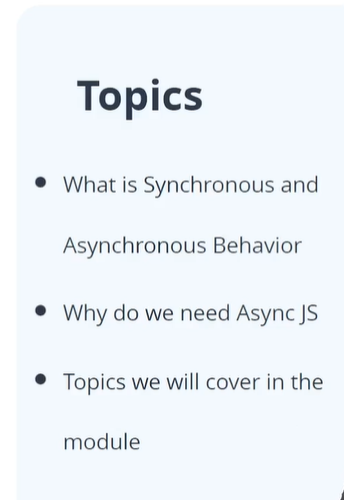 Topics
What is Synchronous and
Asynchronous Behavior
Why do we need Async JS
Topics we will cover in the
module